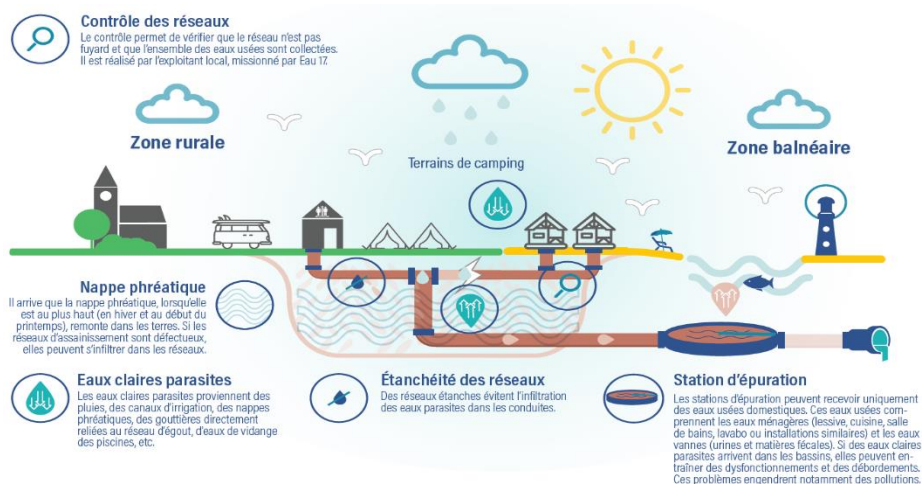 Contrôle des réseaux
Le contrôle permet de vérifier que le réseau n'est pas
fuyard et que l'ensemble des eaux usées sont collectées.
Il est réalisé par l'exploitant local, missionné par Eau 17.
Zone rurale
Terrains de camping
Zone balnéaire
Nappe phréatique
Il arrive que la nappe phréatique, lorsqu'elle
est au plus haut (en hiver et au début du
printemps), remonte dans les terres. Si les
réseaux d'assainissement sont défectueux,
elles peuvent s'infiltrer dans les réseaux.
Eaux claires parasites
Les eaux claires parasites proviennent des
pluies, des canaux d'irrigation, des nappes
phréatiques, des gouttières directement
reliées au réseau d'égout, d'eaux de vidange
des piscines, etc.
Étanchéité des réseaux
Des réseaux étanches évitent l'infiltration
des eaux parasites dans les conduites.
Station d'épuration
Les stations d'épuration peuvent recevoir uniquement
des eaux usées domestiques. Ces eaux usées com-
prennent les eaux ménagères (lessive, cuisine, salle
de bains, lavabo ou installations similaires) et les eaux
vannes (urines et matières fécales). Si des eaux claires
parasites arrivent dans les bassins, elles peuvent en-
traîner des dysfonctionnements et des débordements.
Ces problèmes engendrent notamment des pollutions.